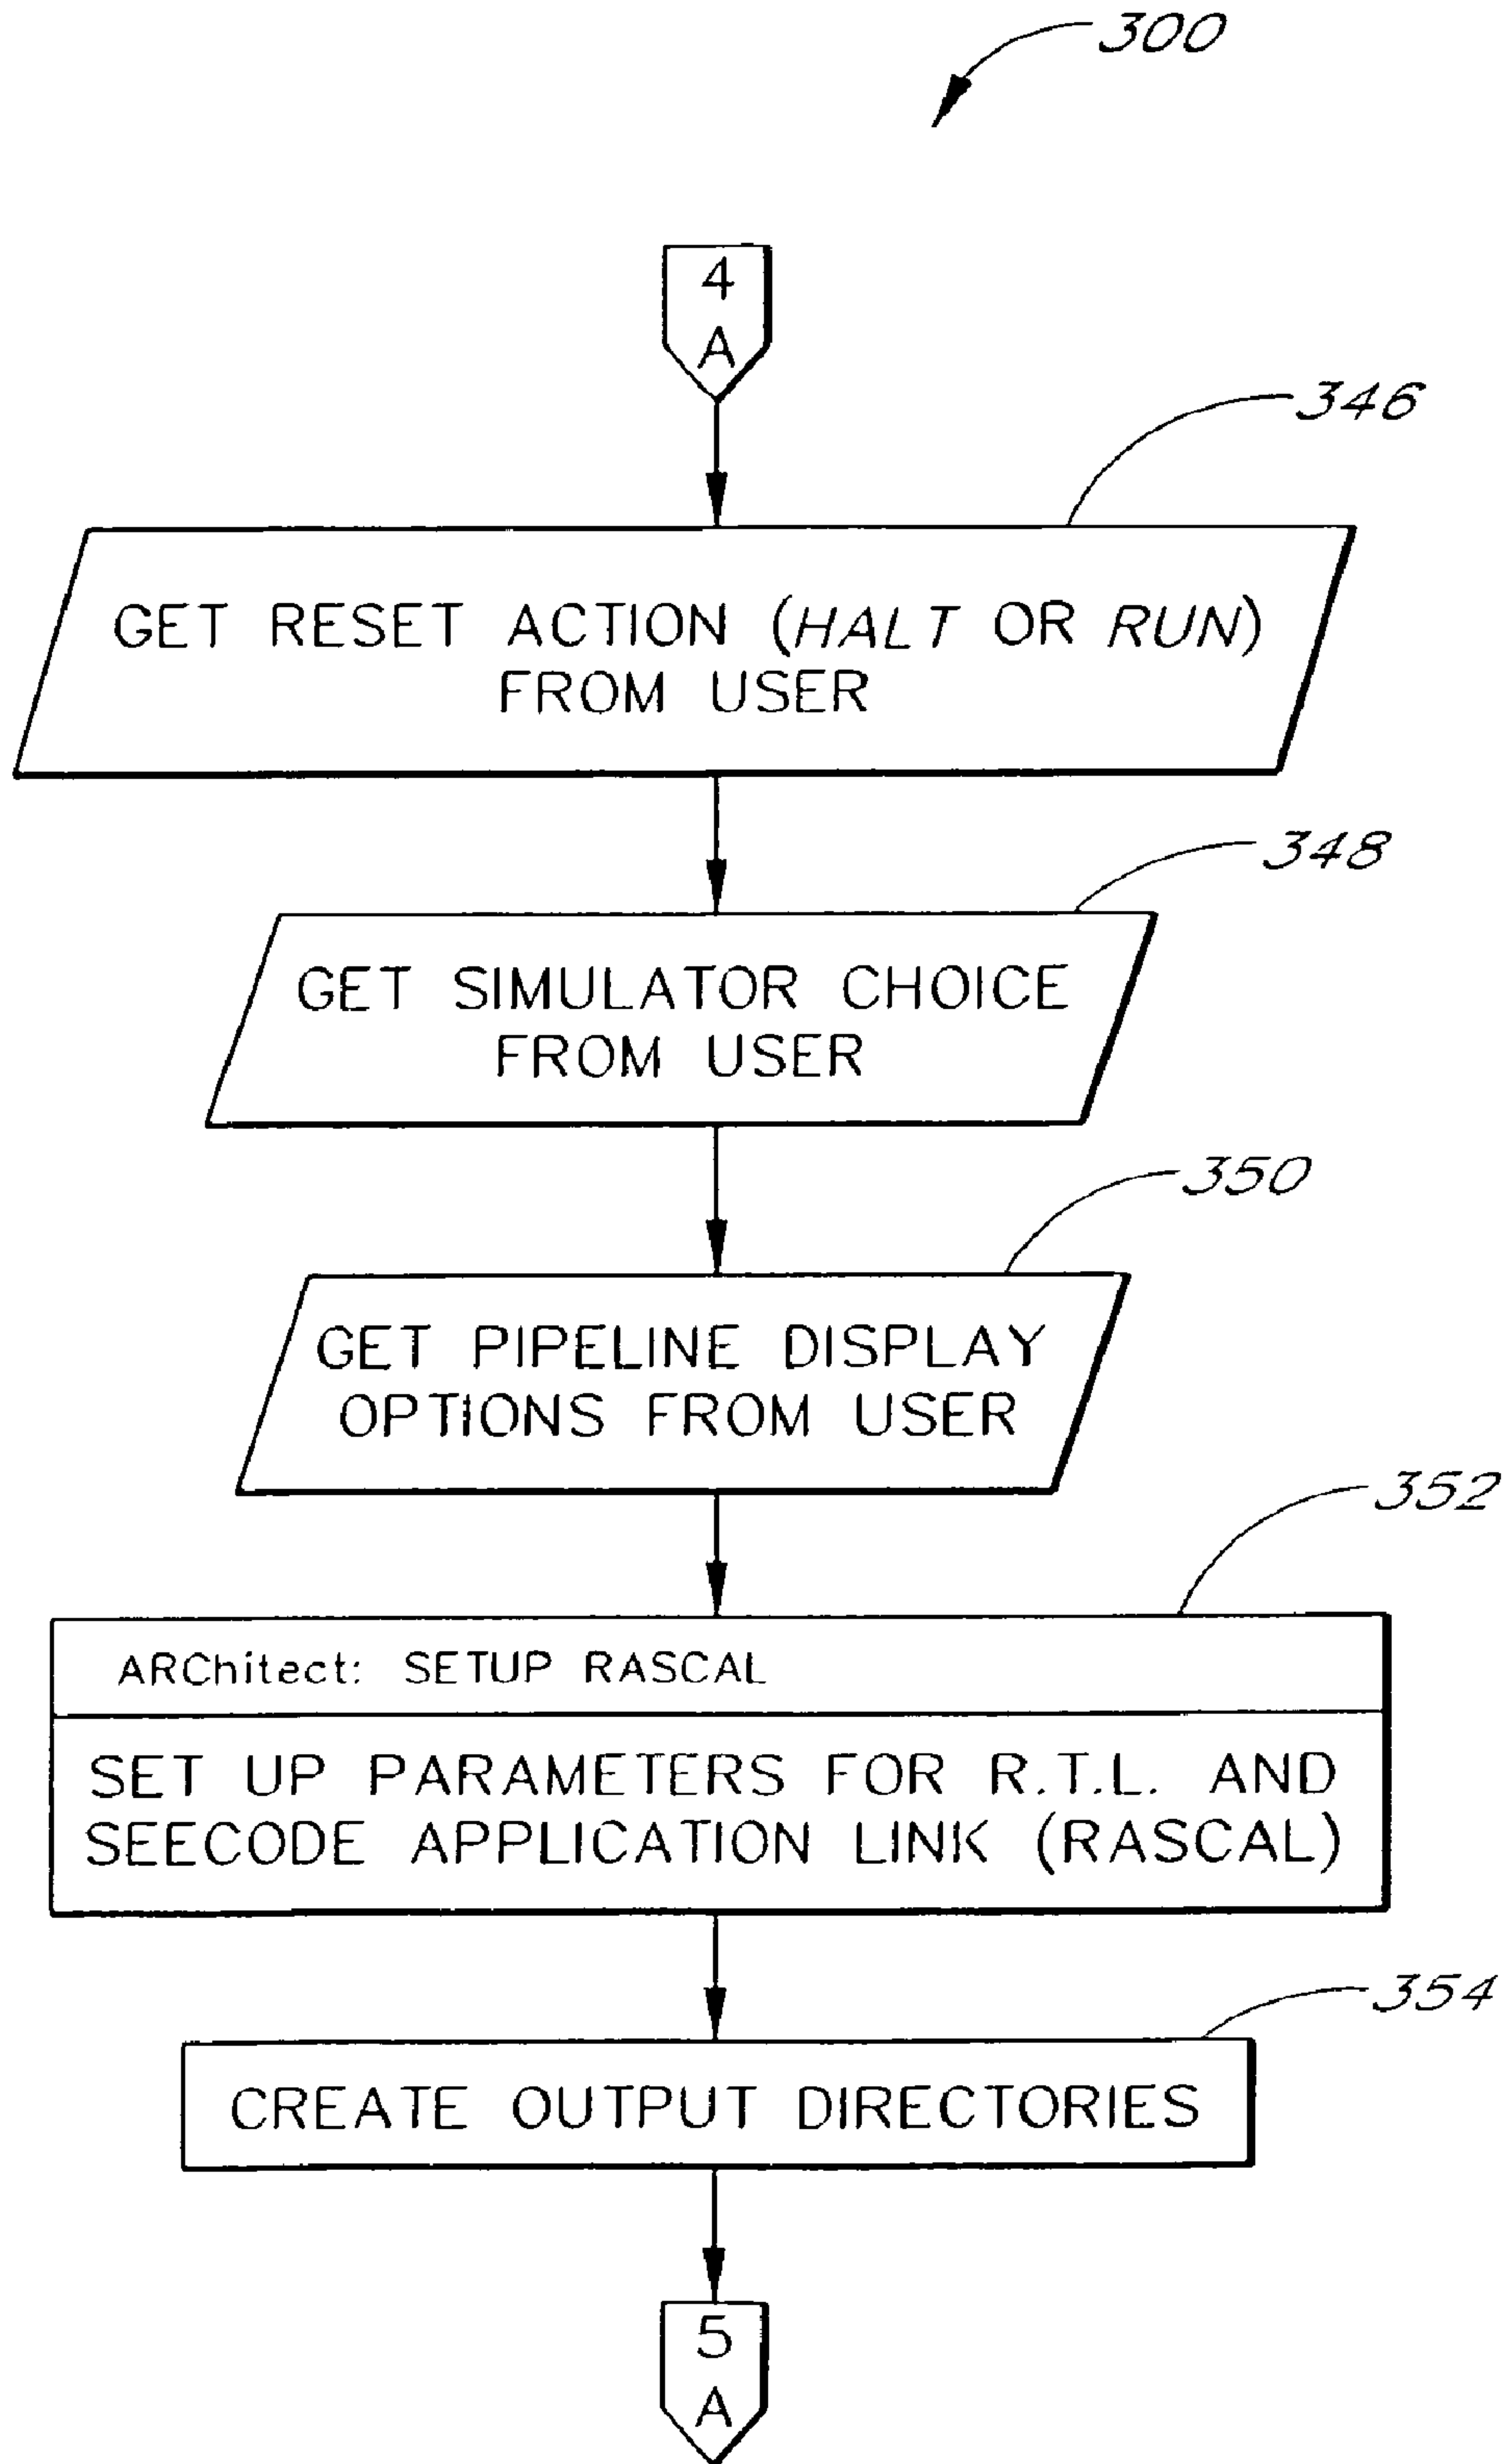 300
4
A
346
GET RESET ACTION (HALT OR RUN)
FROM USER
348
GET SIMULATOR CHOICE
FROM USER
350
GET PIPELINE DISPLAY
OPTIONS FROM USER
352
ARChitect: SETUP RASCAL
SET UP PARAMETERS FOR R.T.L. AND
SEECODE APPLICATION LINK (RASCAL)
354
CREATE OUTPUT DIRECTORIES
5
A